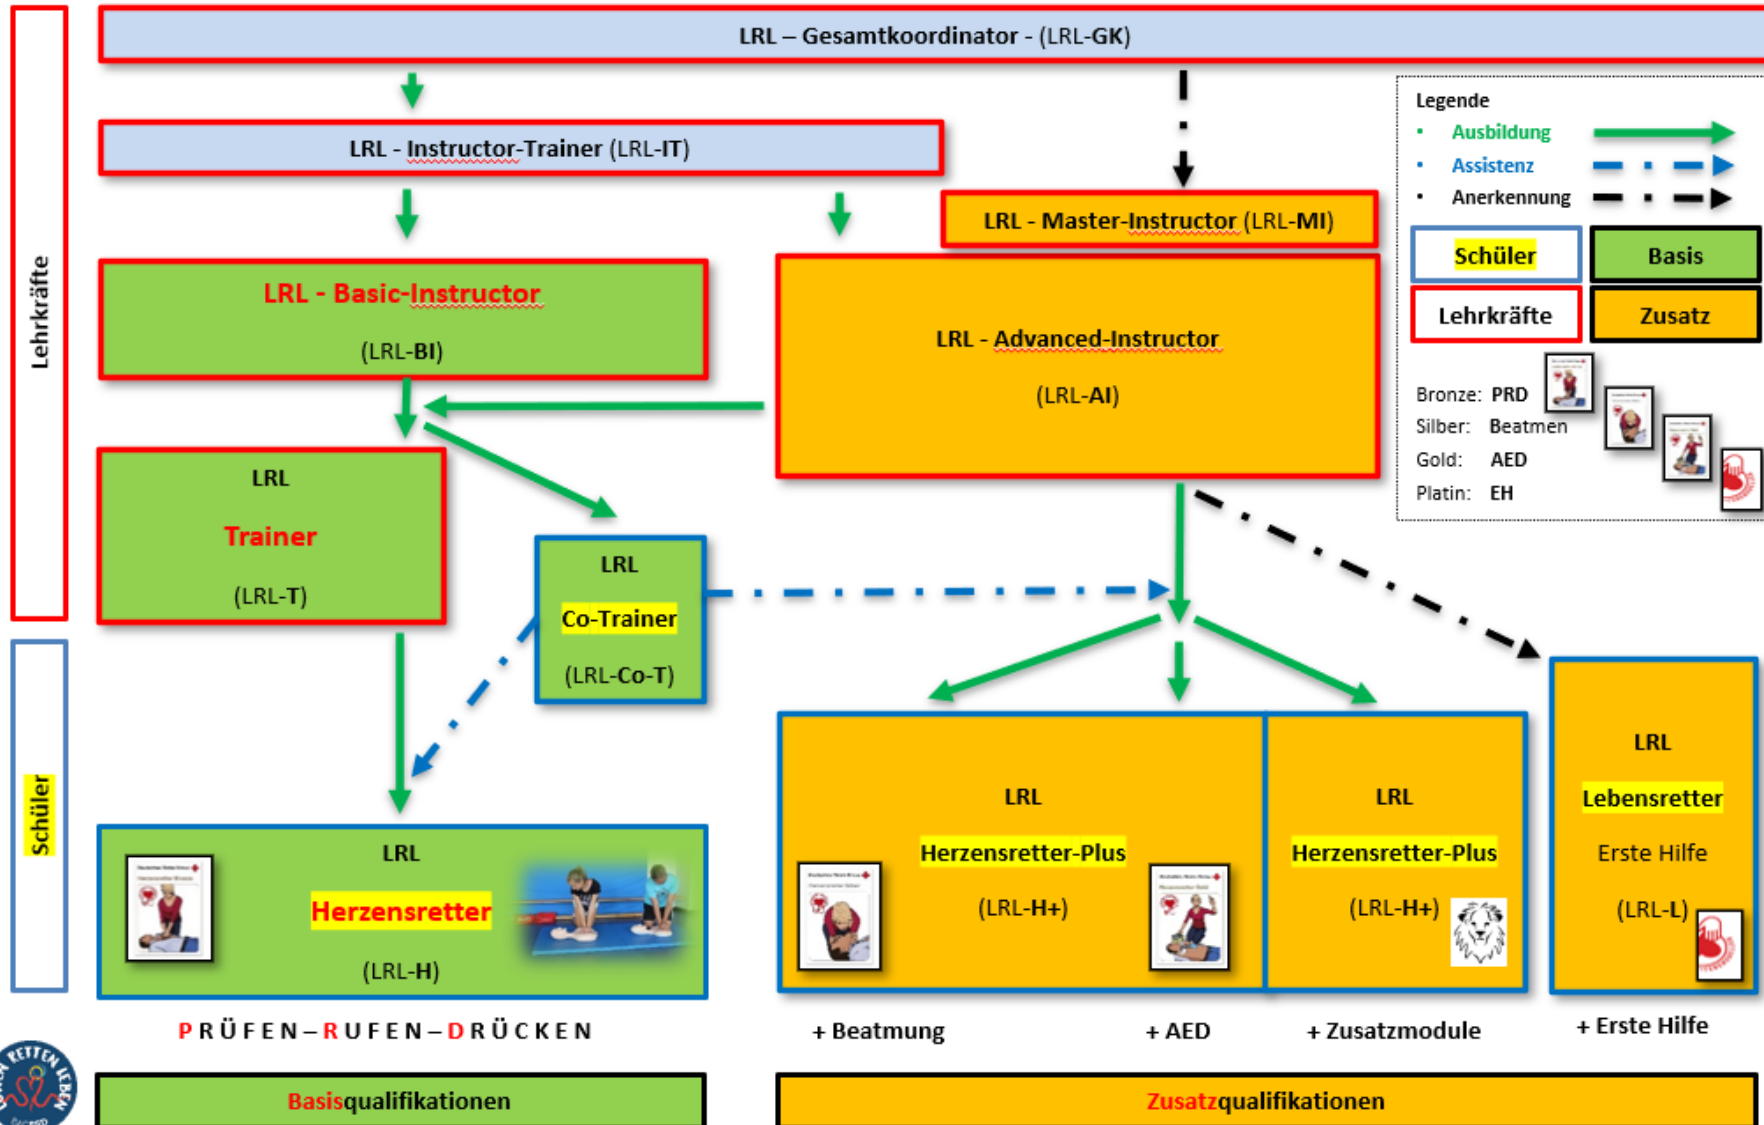 LRL – Gesamtkoordinator - (LRL-GK)
LRL - Instructor-Trainer (LRL-IT)
LRL - Master-Instructor (LRL-MI)
LRL - Basic-Instructor
(LRL-BI)
LRL - Advanced-Instructor
(LRL-AI)
LRL
Trainer
(LRL-T)
LRL
Co-Trainer
(LRL-Co-T)
Lehrkräfte
Schüler
LRL
Herzensretter
(LRL-H)
LRL
Herzensretter-Plus
(LRL-H+)
LRL
Herzensretter-Plus
(LRL-H+)
LRL
Lebensretter
Erste Hilfe
(LRL-L)
PRÜFEN–RUFEN–DRÜCKEN
+ Beatmung
+ AED
+ Zusatzmodule
+ Erste Hilfe
Basisqualifikationen
Zusatzqualifikationen
Legende
• Ausbildung
• Assistenz
• Anerkennung
Schüler
Basis
Lehrkräfte
Zusatz
Bronze: PRD
Silber: Beatmen
Gold: AED
Platin: EH
RETTEN LEBEN